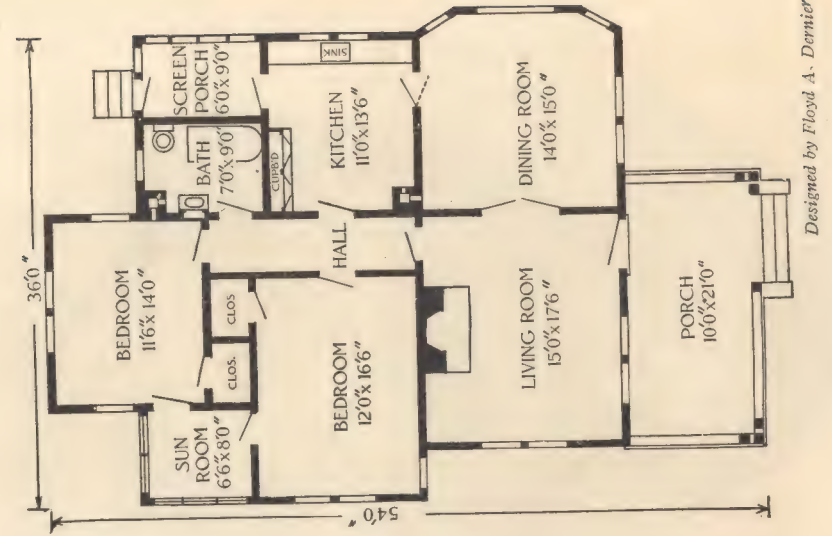 36'0"
54'0"
SCREEN
PORCH
6'0"X 9'0"
SINK
BATH
7'0"X 9'0"
CUPB'D
KITCHEN
11'0"X 13'6"
DINING ROOM
14'0"X 15'0"
BEDROOM
11'6"X 14'0"
HALL
CLOS
CLOS.
SUN
ROOM
6'6"X 8'0"
BEDROOM
12'0"X 16'6"
LIVING ROOM
15'0"X 17'6"
PORCH
10'0"X 21'0"
Designed by Floyd A. Dernier